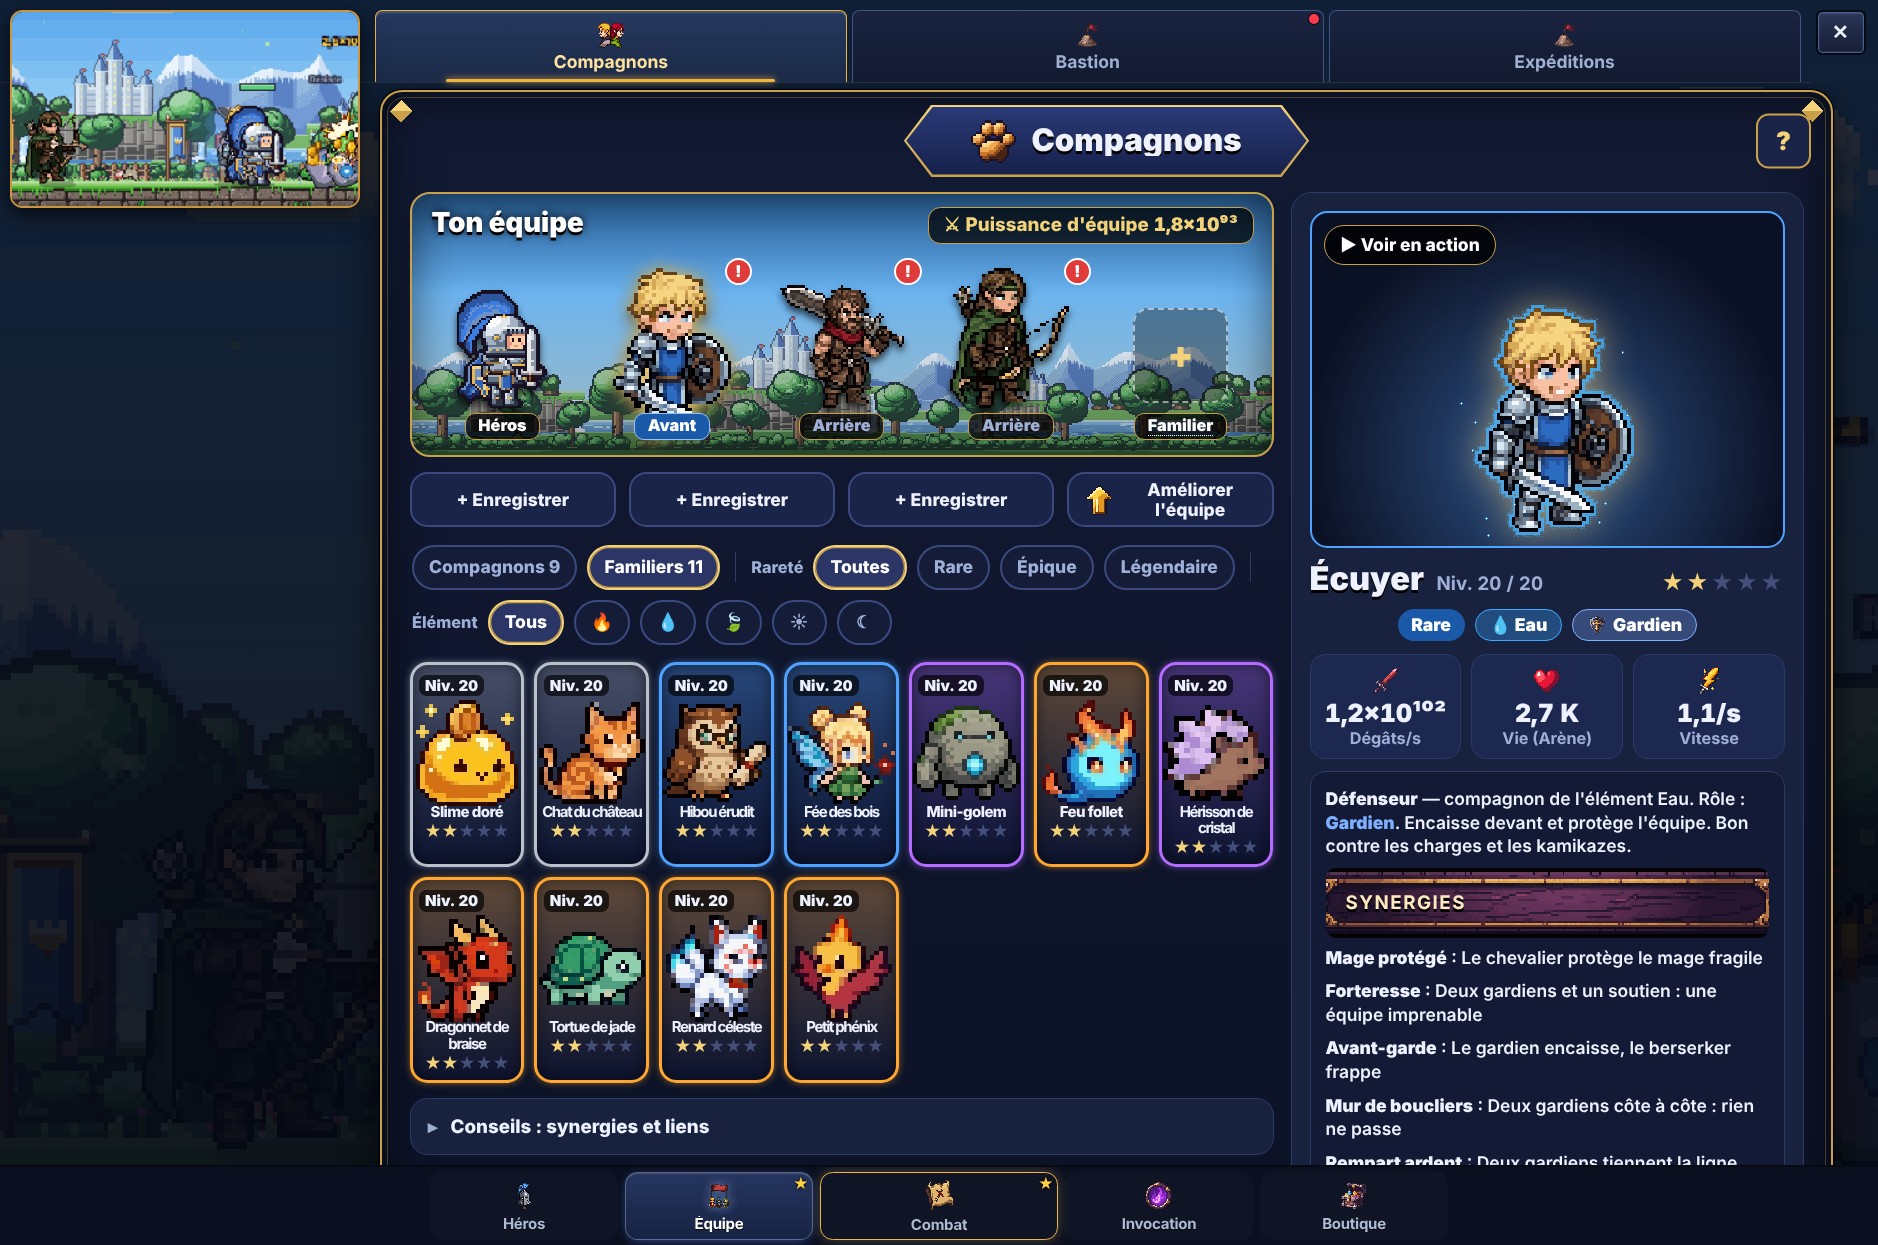 Compagnons
Bastion
Expéditions
×
Compagnons
?
Ton équipe
Puissance d'équipe 1,8×10⁹³
!
!
!
+
Héros
Avant
Arrière
Arrière
Familier
+ Enregistrer
+ Enregistrer
+ Enregistrer
Améliorer
l'équipe
Compagnons 9
Familiers 11
Rareté
Toutes
Rare
Épique
Légendaire
Élément
Tous
Niv. 20
Niv. 20
Niv. 20
Niv. 20
Niv. 20
Niv. 20
Niv. 20
Slime doré
Chat du château
Hibou érudit
Fée des bois
Mini-golem
Feu follet
Hérisson de
cristal
Niv. 20
Niv. 20
Niv. 20
Niv. 20
Dragonnet de
braise
Tortue de jade
Renard céleste
Petit phénix
Conseils : synergies et liens
Voir en action
Écuyer Niv. 20 / 20
Rare
Eau
Gardien
1,2×10¹⁰²
Dégâts/s
2,7 K
Vie (Arène)
1,1/s
Vitesse
Défenseur — compagnon de l'élément Eau. Rôle :
Gardien. Encaisse devant et protège l'équipe. Bon
contre les charges et les kamikazes.
SYNERGIES
Mage protégé : Le chevalier protège le mage fragile
Forteresse : Deux gardiens et un soutien : une
équipe imprenable
Avant-garde : Le gardien encaisse, le berserker
frappe
Mur de boucliers : Deux gardiens côte à côte : rien
ne passe
Rempart ardent : Deux gardiens tiennent la ligne
Héros
Équipe
Combat
Invocation
Boutique